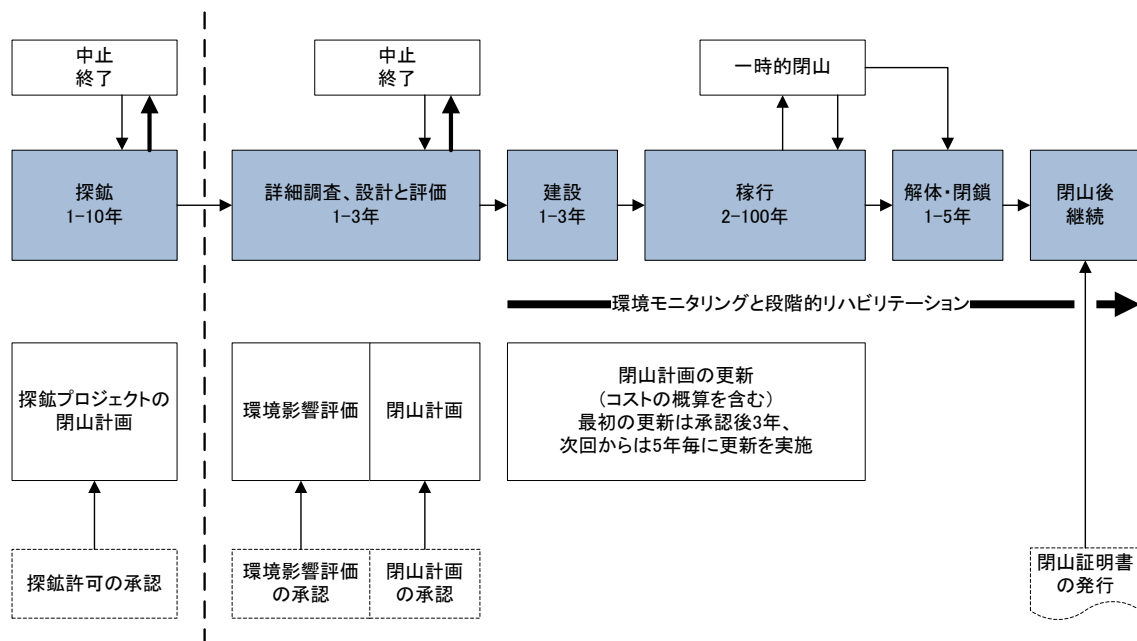 中止
終了
中止
終了
一時的閉山
探鉱
1-10年
詳細調査、設計と評価
1-3年
建設
1-3年
稼行
2-100年
解体・閉鎖
1-5年
閉山後
継続
環境モニタリングと段階的リハビリテーション
探鉱プロジェクトの
閉山計画
環境影響評価
閉山計画
閉山計画の更新
（コストの概算を含む）
最初の更新は承認後3年、
次回からは5年毎に更新を実施
探鉱許可の承認
環境影響評価
の承認
閉山計画
の承認
閉山証明書
の発行